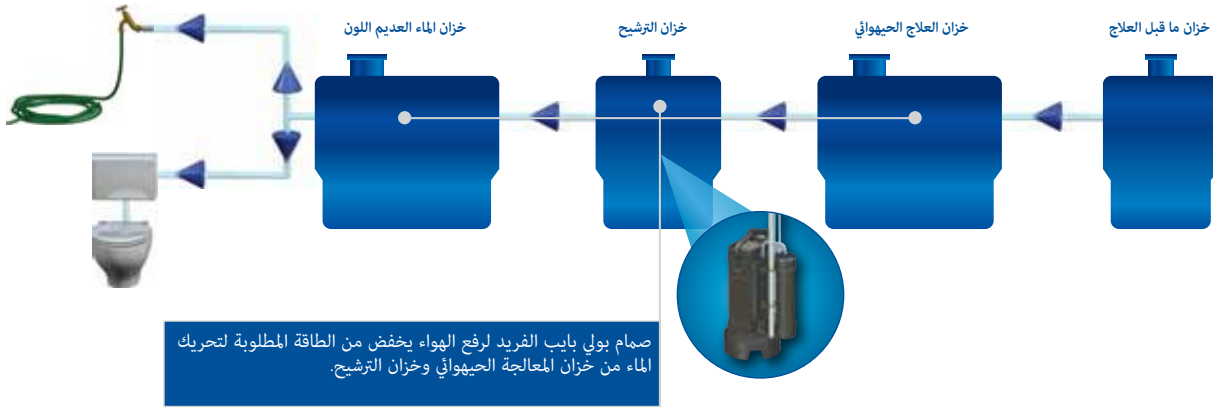 خزان ما قبل العلاج
خزان العلاج الحيهوائي
خزان الترشيح
خزان الماء العديم اللون
صمام بولي بايب الفريد لرفع الهواء يخفض من الطاقة المطلوبة لتحريك
الماء من خزان المعالجة الحيهوائي وخزان الترشيح.